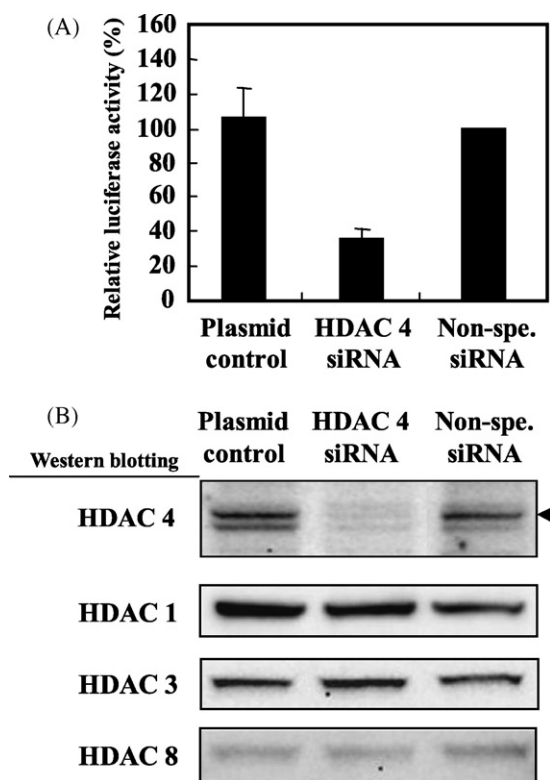 (A)
Relative luciferase activity (%)
160
140
120
100
80
60
40
20
0
Plasmid control
HDAC 4 siRNA
Non-spe. siRNA
(B)
Western blotting
Plasmid control
HDAC 4 siRNA
Non-spe. siRNA
HDAC 4
HDAC 1
HDAC 3
HDAC 8